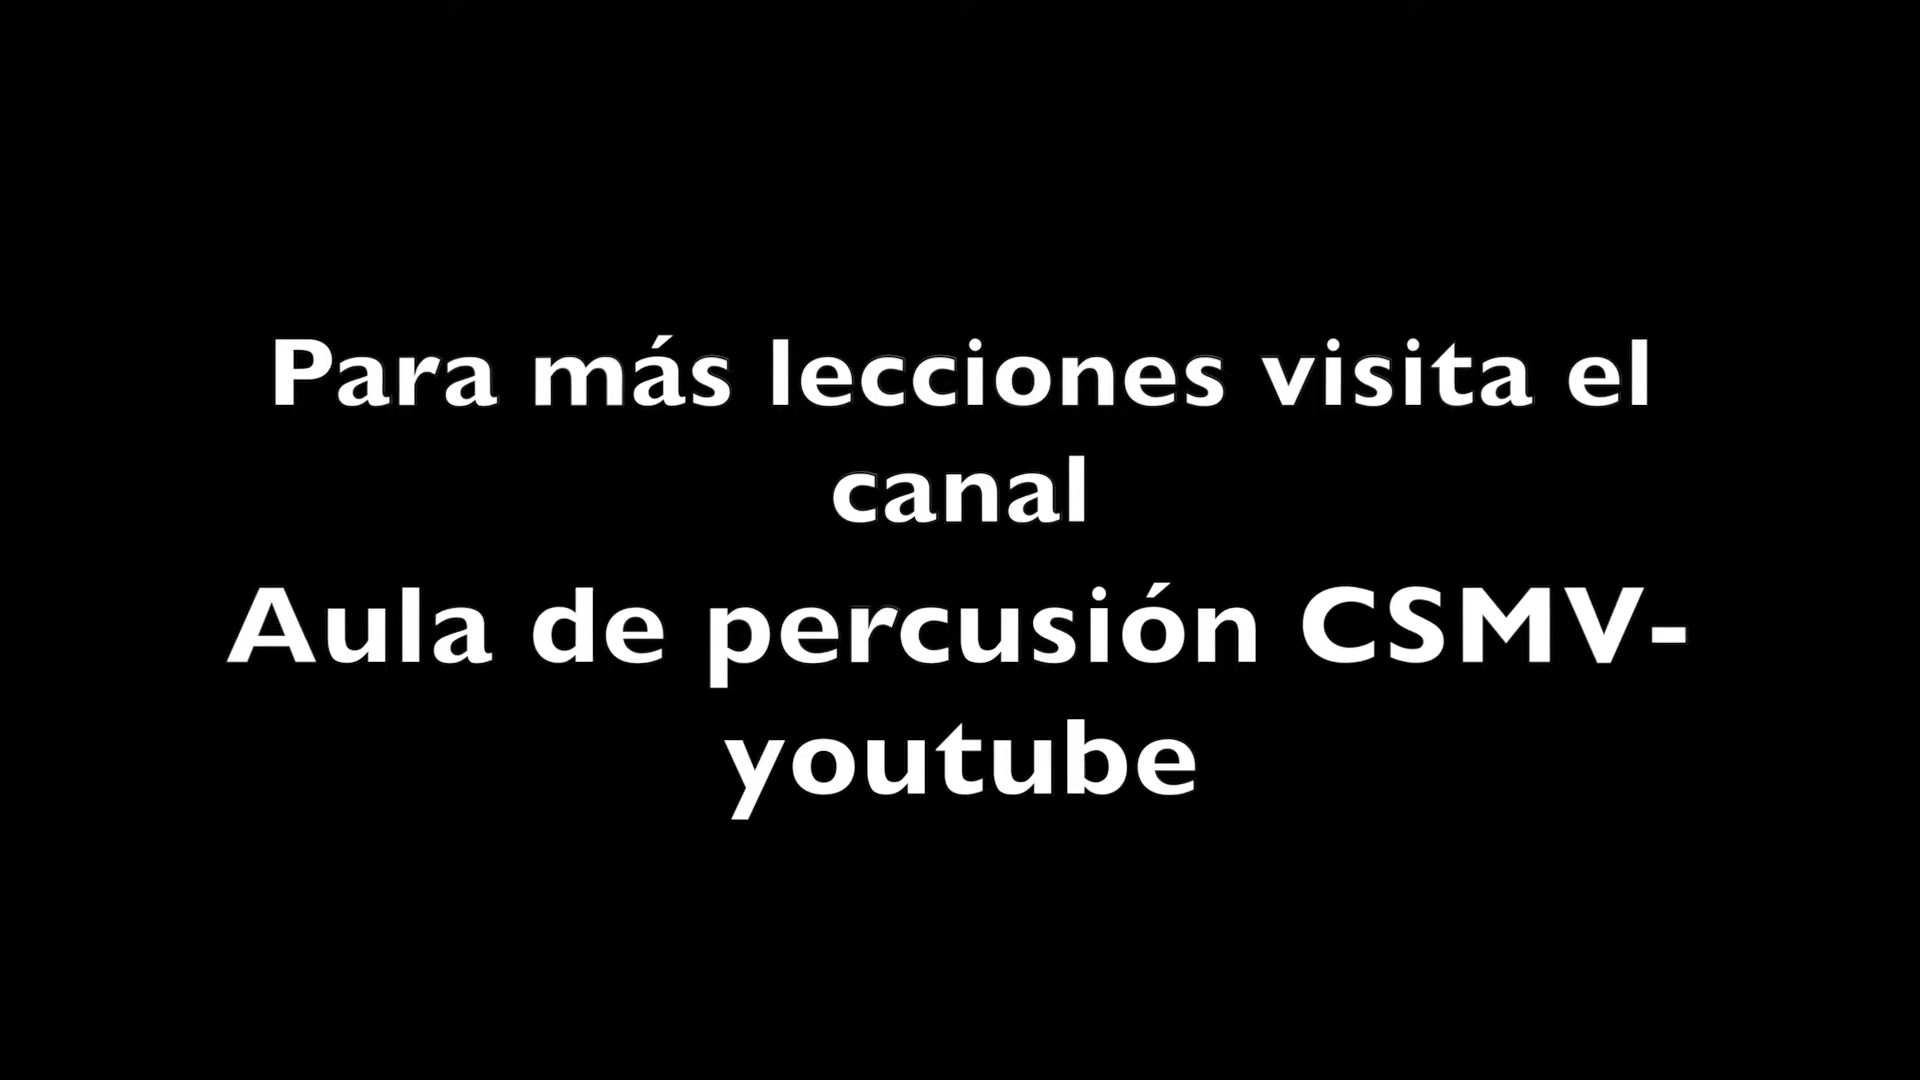 Para más lecciones visita el
canal
Aula de percusión CSMV-
youtube